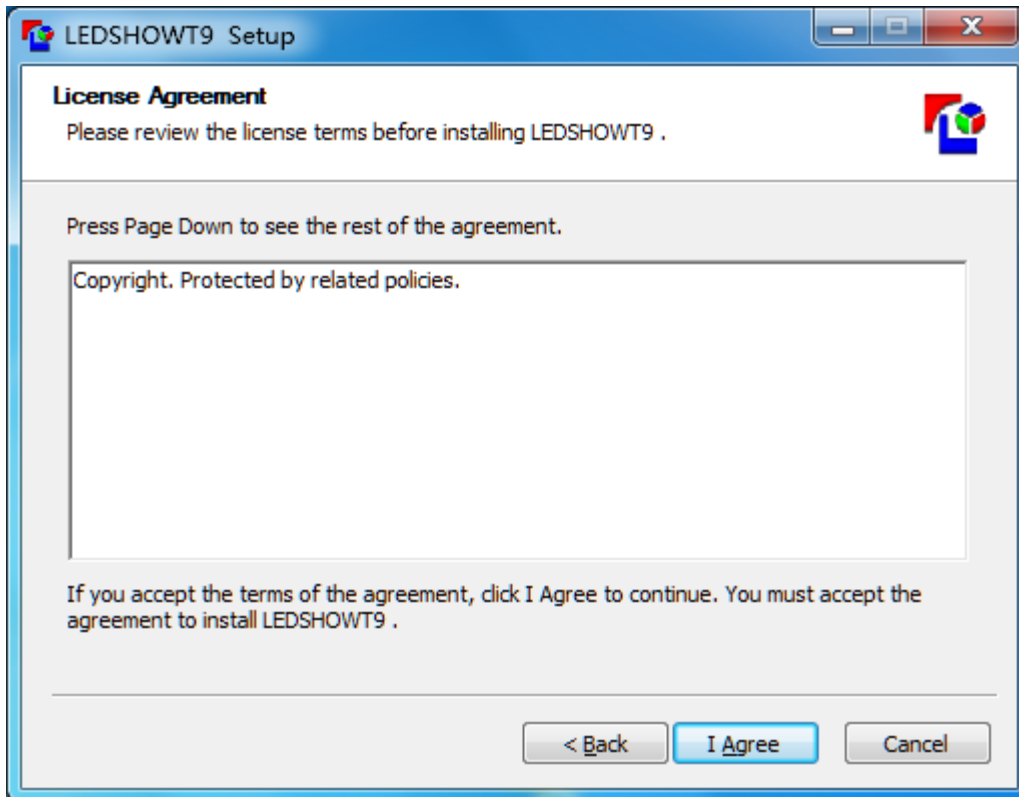 LEDSHOWT9 Setup
License Agreement
Please review the license terms before installing LEDSHOWT9 .
Press Page Down to see the rest of the agreement.
Copyright. Protected by related policies.
If you accept the terms of the agreement, click I Agree to continue. You must accept the
agreement to install LEDSHOWT9 .
< Back
I Agree
Cancel